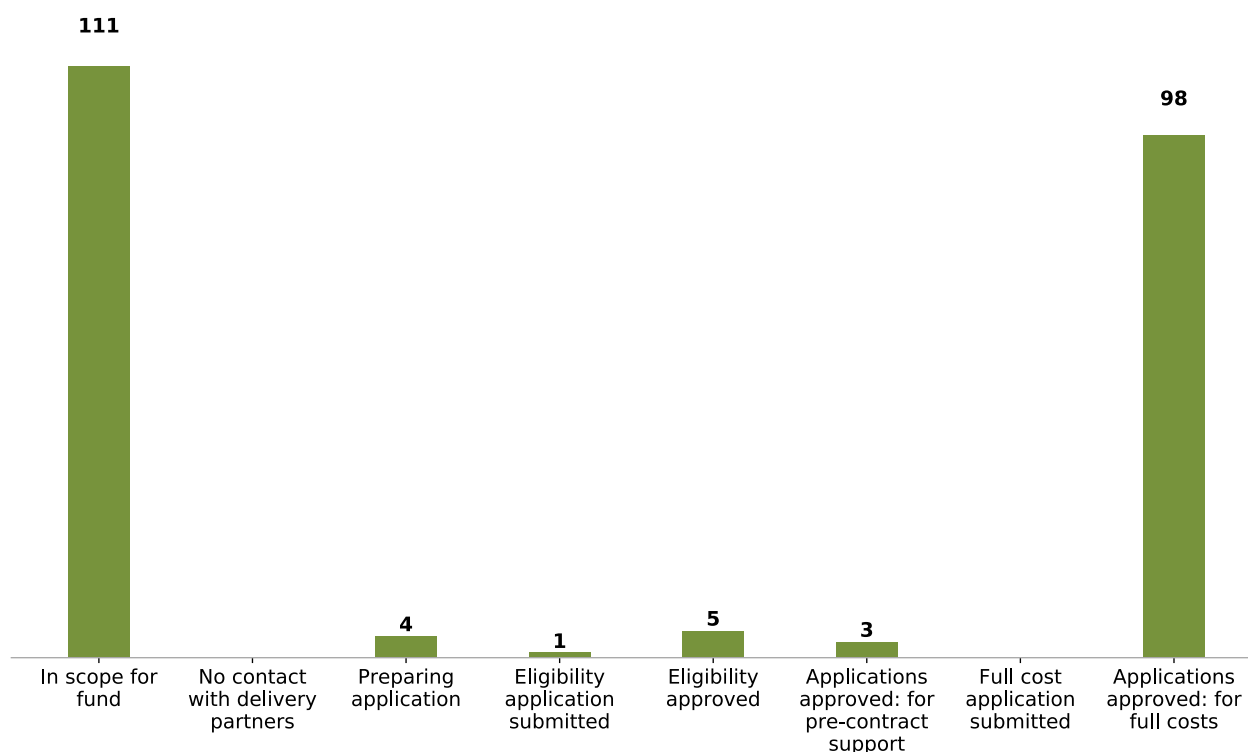 111
98
4
1
5
3
In scope for
fund
No contact
with delivery
partners
Preparing
application
Eligibility
application
submitted
Eligibility
approved
Applications
approved: for
pre-contract
support
Full cost
application
submitted
Applications
approved: for
full costs